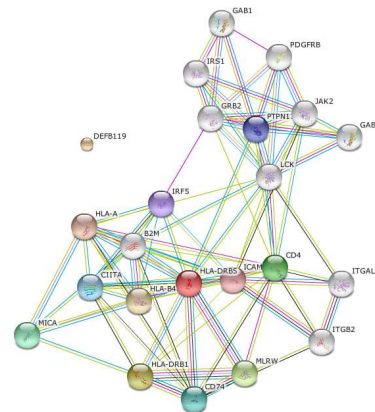 GAB1
PDGFRB
IRS1
JAK2
GRB2
PTPN1
GAB
DEFB119
LCK
IRF5
HLA-A
B2M
CD4
HLA-DRB5
ICAM
ITGAL
CIITA
HLA-B4
MICA
ITGB2
MLRW
HLA-DRB1
CD74